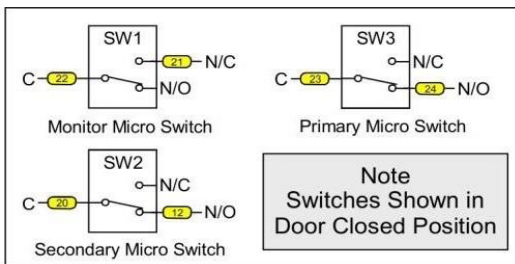 SW1
21 N/C
C 22
N/O
Monitor Micro Switch
SW3
N/C
C 23
24 N/O
Primary Micro Switch
SW2
N/C
C 20
12 N/O
Secondary Micro Switch
Note
Switches Shown in
Door Closed Position